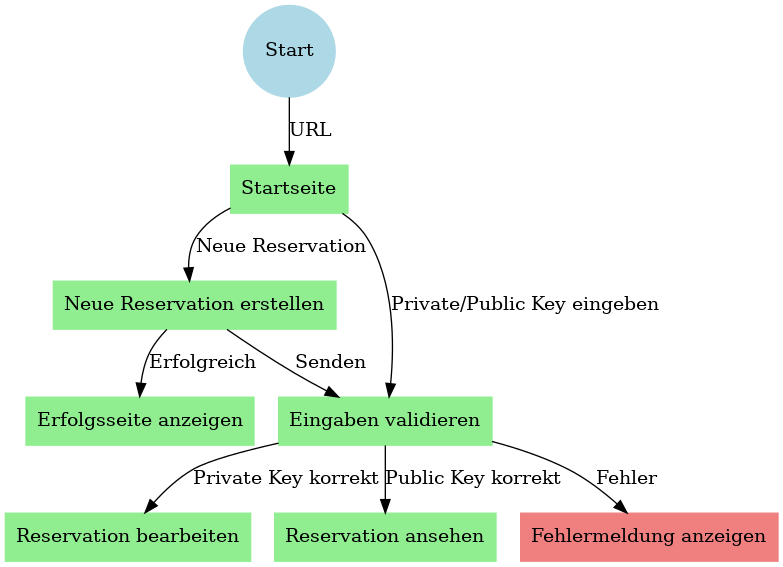 Start
URL
Startseite
Neue Reservation
Neue Reservation erstellen
Private/Public Key eingeben
Erfolgreich
Senden
Erfolgsseite anzeigen
Eingaben validieren
Private Key korrekt
Public Key korrekt
Fehler
Reservation bearbeiten
Reservation ansehen
Fehlermeldung anzeigen